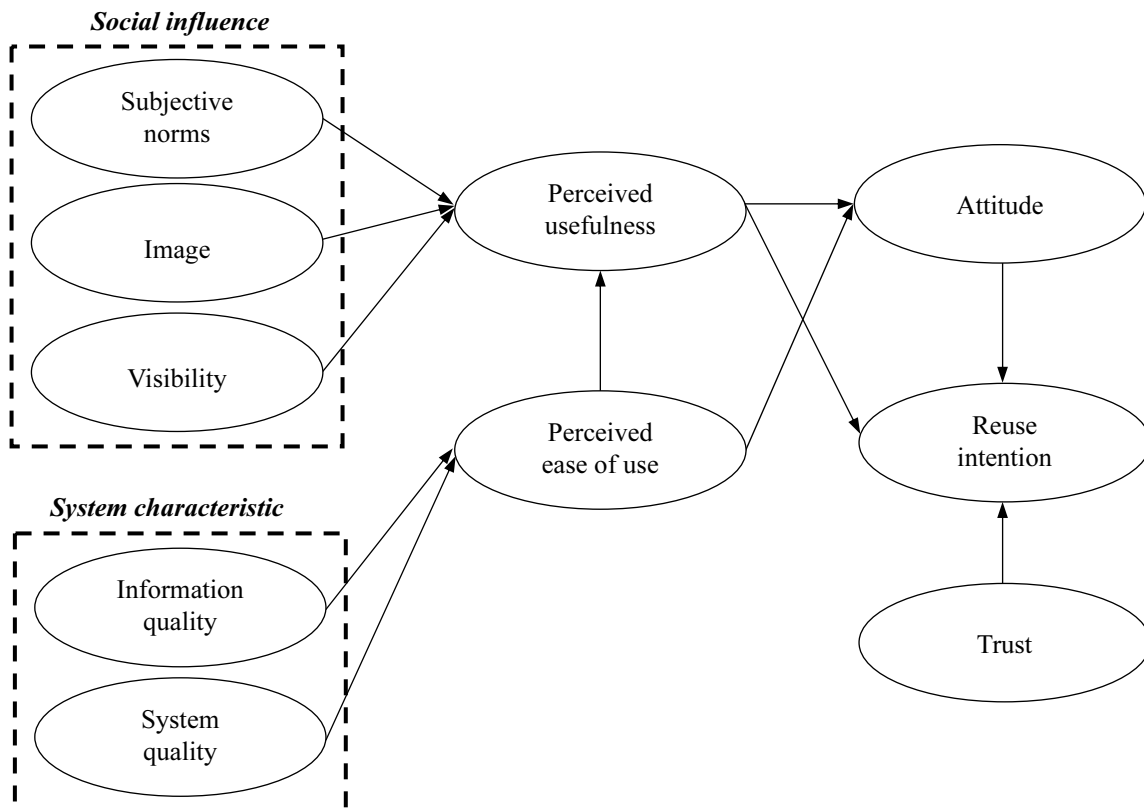 Social influence
Subjective
norms
Image
Visibility
System characteristic
Information
quality
System
quality
Perceived
usefulness
Perceived
ease of use
Attitude
Reuse
intention
Trust